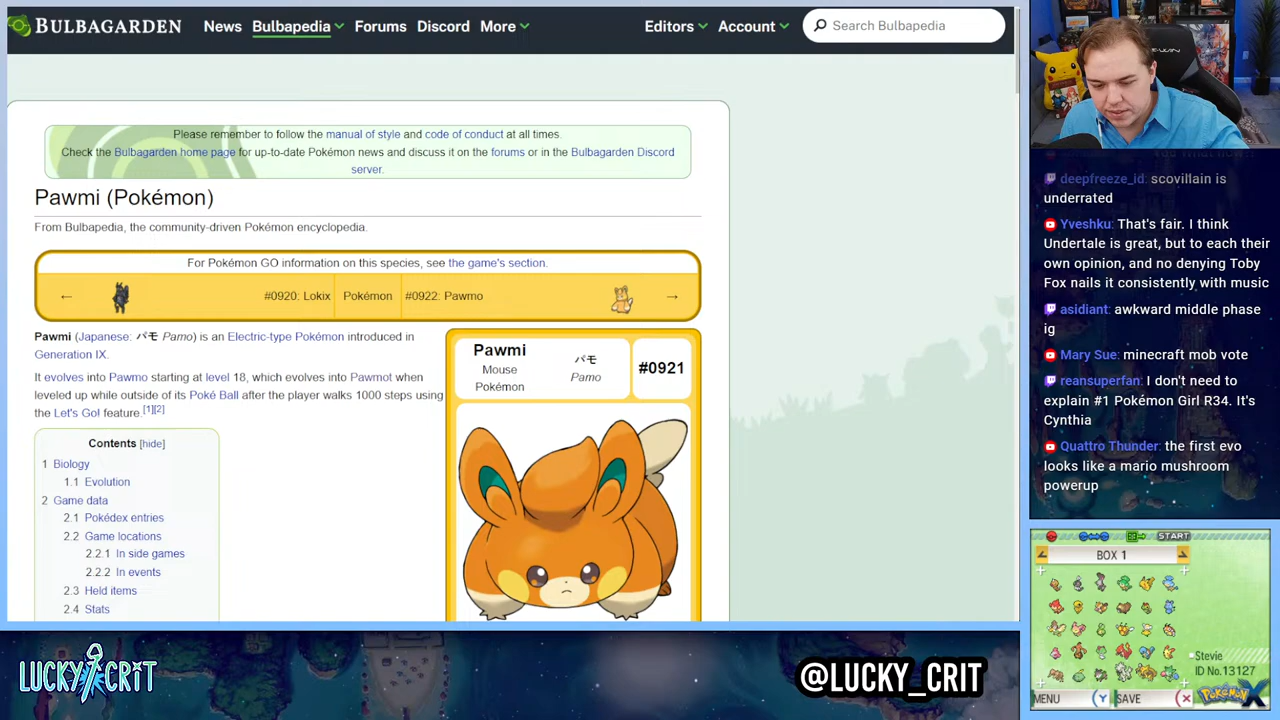 BULBAGARDEN
News Bulbapedia Forums Discord More
Editors Account Search Bulbapedia
Please remember to follow the manual of style and code of conduct at all times.
Check the Bulbagarden home page for up-to-date Pokémon news and discuss it on the forums or in the Bulbagarden Discord
server.
Pawmi (Pokémon)
From Bulbapedia, the community-driven Pokémon encyclopedia.
For Pokémon GO information on this species, see the game's section.
← #0920: Lokix Pokémon #0922: Pawmo →
Pawmi (Japanese: パモ Pamo) is an Electric-type Pokémon introduced in
Generation IX.
It evolves into Pawmo starting at level 18, which evolves into Pawmot when
leveled up while outside of its Poké Ball after the player walks 1000 steps using
the Let's Go! feature.[1][2]
Pawmi
Mouse
Pokémon
パモ
Pamo
#0921
Contents [hide]
1 Biology
1.1 Evolution
2 Game data
2.1 Pokédex entries
2.2 Game locations
2.2.1 In side games
2.2.2 In events
2.3 Held items
2.4 Stats
deepfreeze_id: scovillain is
underrated
Yveshku: That's fair. I think
Undertale is great, but to each their
own opinion, and no denying Toby
Fox nails it consistently with music
asidiant: awkward middle phase
ig
Mary Sue: minecraft mob vote
reansuperfan: I don't need to
explain #1 Pokémon Girl R34. It's
Cynthia
Quattro Thunder: the first evo
looks like a mario mushroom
powerup
START
BOX 1
Stevie
ID No.13127
MENU Y SAVE X
Pokémon X
LUCKY CRIT
@LUCKY_CRIT